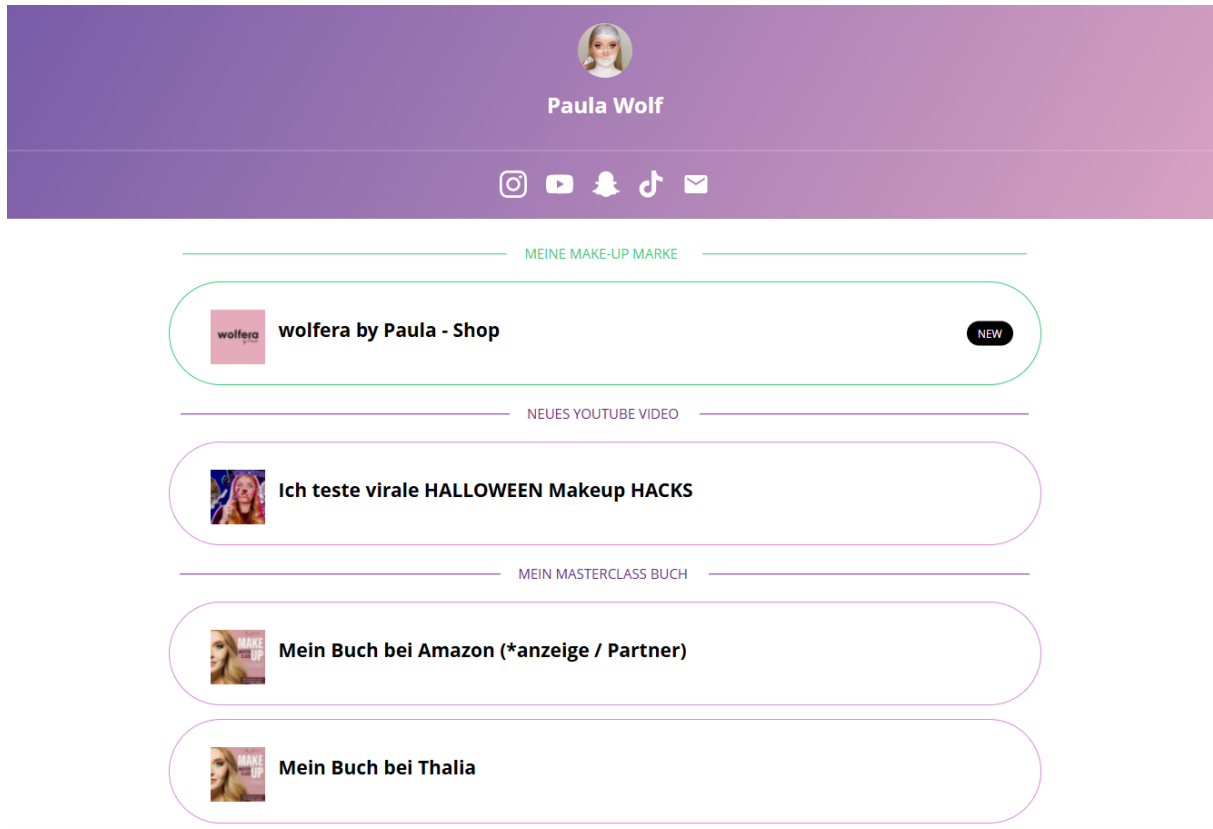 Paula Wolf
MEINE MAKE-UP MARKE
wolfera
wolfera by Paula - Shop
NEW
NEUES YOUTUBE VIDEO
Ich teste virale HALLOWEEN Makeup HACKS
MEIN MASTERCLASS BUCH
MAKE
UP
Mein Buch bei Amazon (*anzeige / Partner)
MAKE
UP
Mein Buch bei Thalia